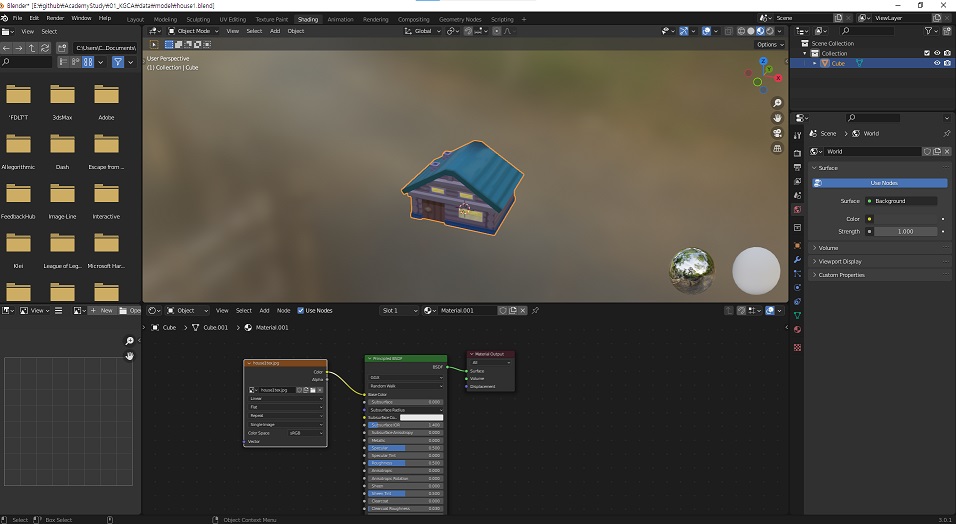 Blender* [E:₩github₩AcademyStudy₩01_KGCA₩data₩model₩house1.blend]
File Edit Render Window Help Layout Modeling Sculpting UV Editing Texture Paint Shading Animation Rendering Compositing Geometry Nodes Scripting + Scene ViewLayer
View Select
C:\Users\C...Documents\
'FDLT'T 3dsMax Adobe
Allegorithmic Dash Escape from ...
FeedbackHub Image-Line Interactive
Klei League of Leg... Microsoft Har...
Object Mode View Select Add Object Global
Options
User Perspective
(1) Collection | Cube
X
Y
Z
Scene Collection
Collection
Cube
Scene > World
World
Surface
Use Nodes
Surface Background
Color
Strength 1.000
Volume
Viewport Display
Custom Properties
View + New Ope
Object View Select Add Node Use Nodes Slot 1 Material.001
Cube > Cube.001 > Material.001
house1tex.jpg
Color
Alpha
house1tex.jpg
Linear
Flat
Repeat
Single Image
Color Space sRGB
Vector
Principled BSDF
BSDF
GGX
Random Walk
Base Color
Subsurface 0.000
Subsurface Radius
Subsurface Co...
Subsurface IOR 1.400
Subsurface Anisotropy 0.000
Metallic 0.000
Specular 0.500
Specular Tint 0.000
Roughness 0.500
Anisotropic 0.000
Anisotropic Rotation 0.000
Sheen 0.000
Sheen Tint 0.500
Clearcoat 0.000
Clearcoat Roughness 0.030
Material Output
All
Surface
Volume
Displacement
Select Box Select Object Context Menu 3.0.1